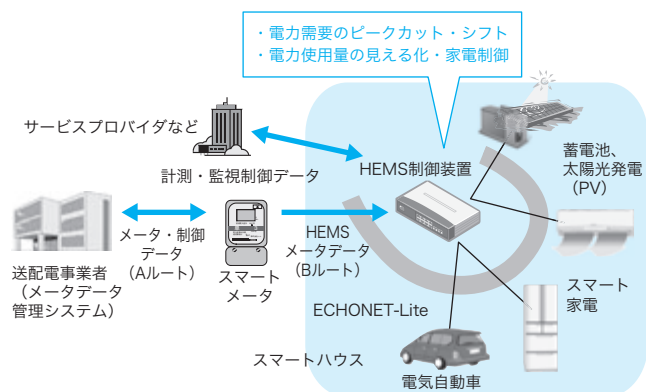 ・電力需要のピークカット・シフト
・電力使用量の見える化・家電制御
サービスプロバイダなど
計測・監視制御データ
HEMS制御装置
蓄電池、
太陽光発電
（PV）
メータ・制御
データ
（Aルート）
HEMS
メータデータ
（Bルート）
送配電事業者
（メータデータ
管理システム）
スマート
メータ
スマート
家電
ECHONET-Lite
スマートハウス
電気自動車